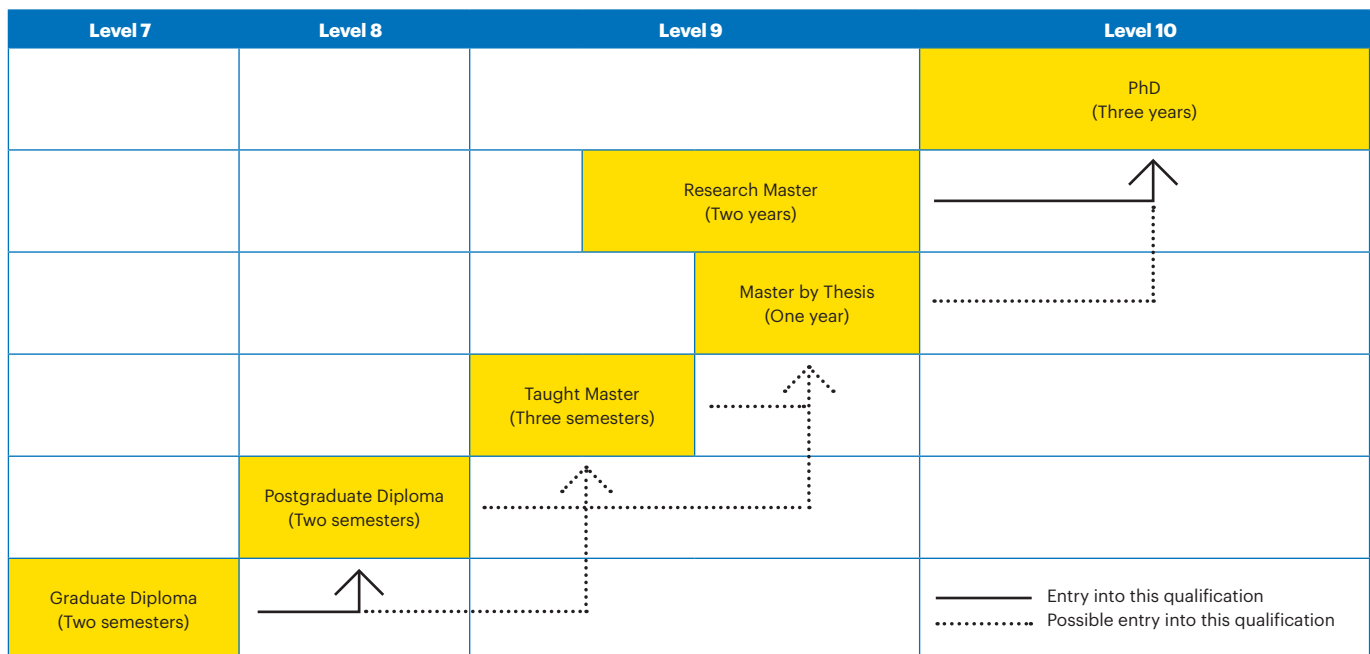 Level 7
Level 8
Level 9
Level 10
PhD
(Three years)
Research Master
(Two years)
Master by Thesis
(One year)
Taught Master
(Three semesters)
Postgraduate Diploma
(Two semesters)
Graduate Diploma
(Two semesters)
Entry into this qualification
Possible entry into this qualification